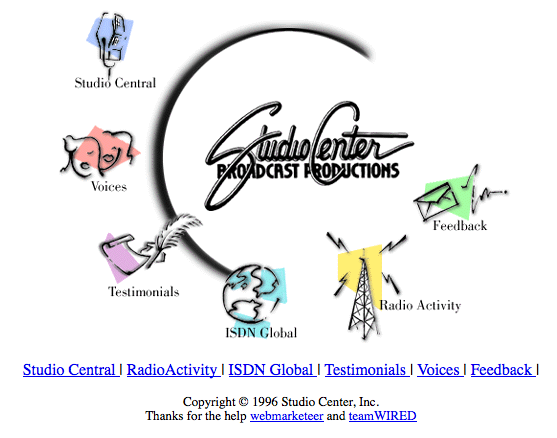 Studio Central
Studio Center
BROADCAST PRODUCTIONS
Voices
Feedback
Testimonials
Radio Activity
ISDN Global
Studio Central | RadioActivity | ISDN Global | Testimonials | Voices | Feedback |
Copyright © 1996 Studio Center, Inc.
Thanks for the help webmarketeer and teamWIRED